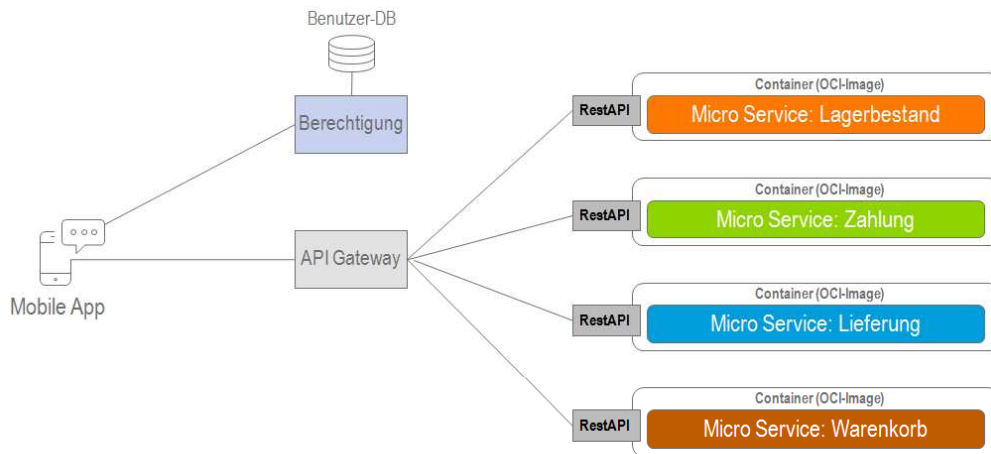 Benutzer-DB
Berechtigung
Mobile App
API Gateway
Container (OCI-Image)
RestAPI
Micro Service: Lagerbestand
Container (OCI-Image)
RestAPI
Micro Service: Zahlung
Container (OCI-Image)
RestAPI
Micro Service: Lieferung
Container (OCI-Image)
RestAPI
Micro Service: Warenkorb